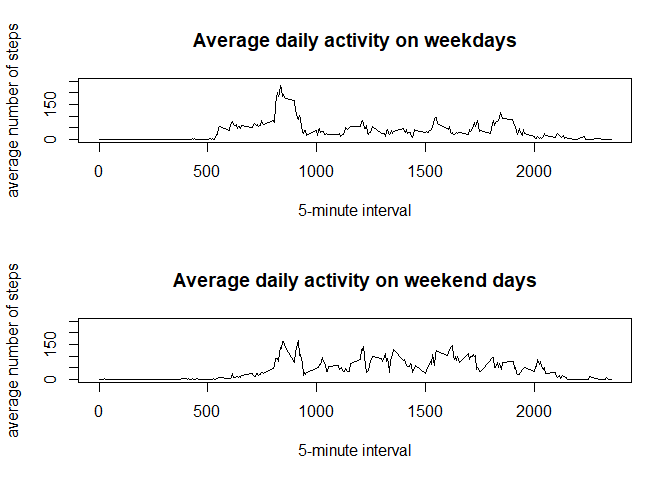 Average daily activity on weekdays
average number of steps
150
0
0 500 1000 1500 2000
5-minute interval
Average daily activity on weekend days
average number of steps
150
0
0 500 1000 1500 2000
5-minute interval